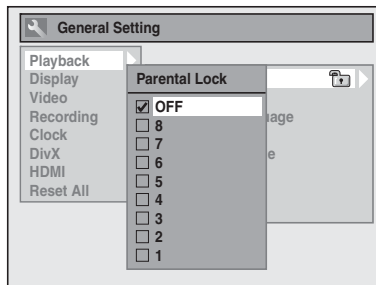 General Setting
Playback
Display
Video
Recording
Clock
DivX
HDMI
Reset All
Parental Lock
OFF
8
7
6
5
4
3
2
1